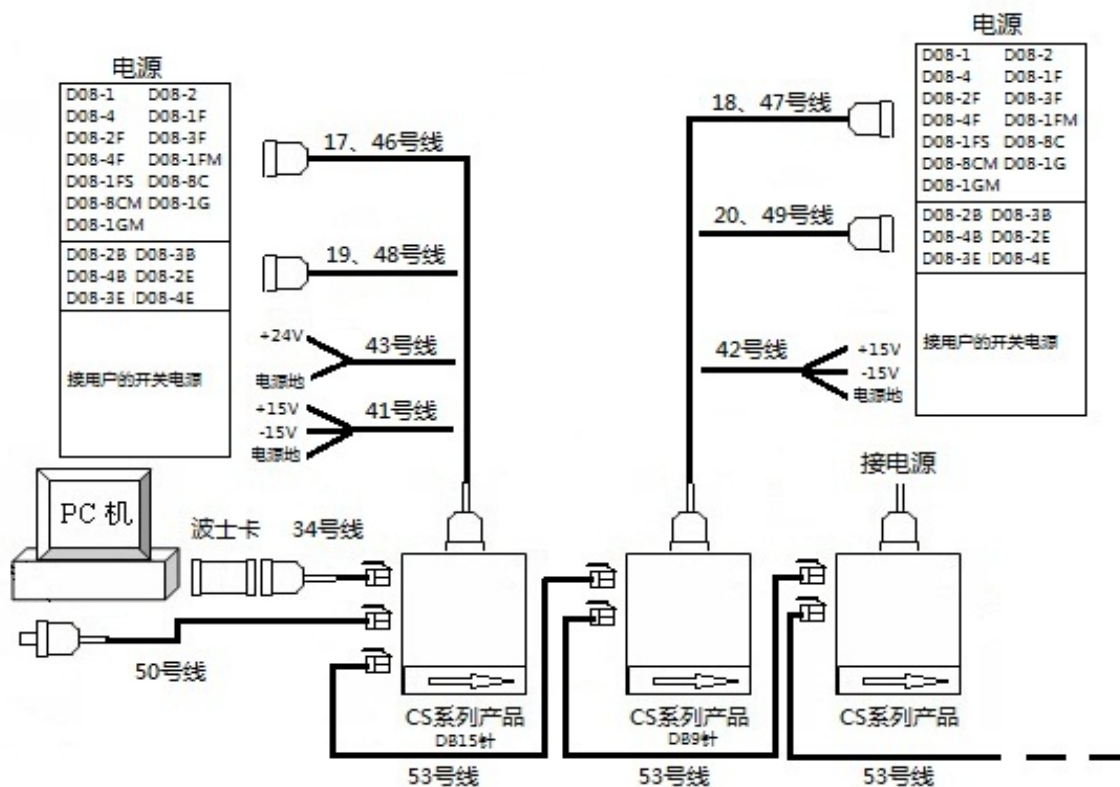 电源
D08-1 D08-2
D08-4 D08-1F
D08-2F D08-3F
D08-4F D08-1FM
D08-1FS D08-8C
D08-8CM D08-1G
D08-1GM
D08-2B D08-3B
D08-4B D08-2E
D08-3E D08-4E
接用户的开关电源
17、46号线
19、48号线
+24V
43号线
电源地
+15V
41号线
-15V
电源地
电源
D08-1 D08-2
D08-4 D08-1F
D08-2F D08-3F
D08-4F D08-1FM
D08-1FS D08-8C
D08-8CM D08-1G
D08-1GM
D08-2B D08-3B
D08-4B D08-2E
D08-3E D08-4E
接用户的开关电源
18、47号线
20、49号线
42号线
+15V
-15V
电源地
接电源
PC 机
波士卡 34号线
50号线
CS系列产品
DB15针
CS系列产品
DB9针
CS系列产品
53号线
53号线
53号线